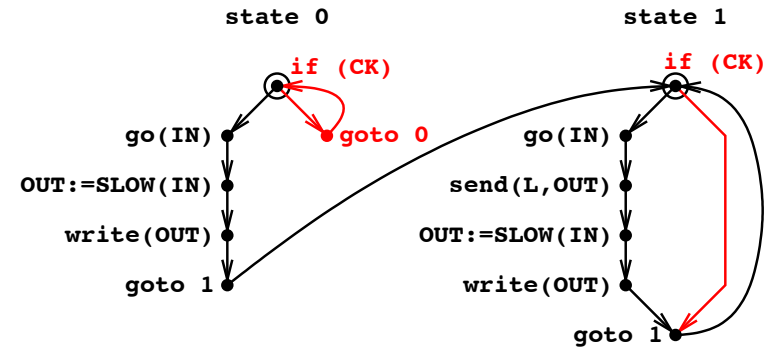 state 0
if (CK)
go(IN)
goto 0
OUT:=SLOW(IN)
write(OUT)
goto 1
state 1
if (CK)
go(IN)
send(L,OUT)
OUT:=SLOW(IN)
write(OUT)
goto 1